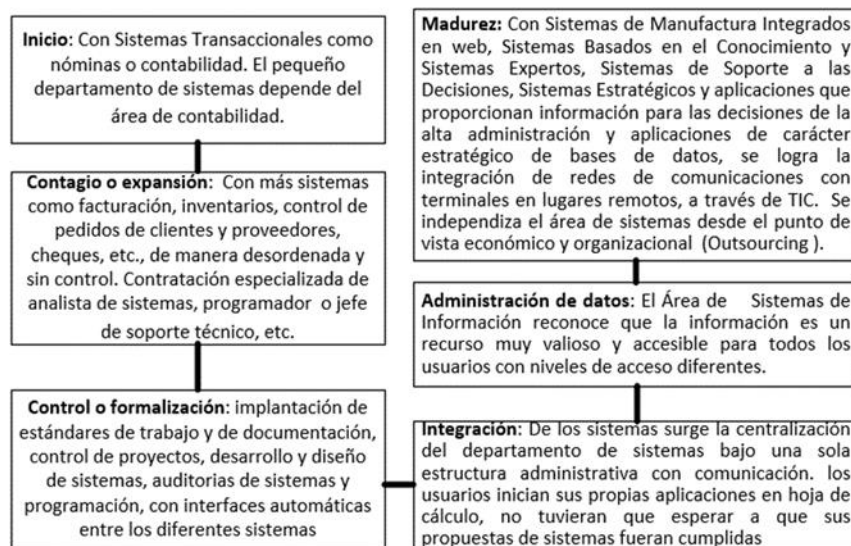 Inicio: Con Sistemas Transaccionales como
nóminas o contabilidad. El pequeño
departamento de sistemas depende del
área de contabilidad.
Contagio o expansión: Con más sistemas
como facturación, inventarios, control de
pedidos de clientes y proveedores,
cheques, etc., de manera desordenada y
sin control. Contratación especializada de
analista de sistemas, programador o jefe
de soporte técnico, etc.
Control o formalización: implantación de
estándares de trabajo y de documentación,
control de proyectos, desarrollo y diseño
de sistemas, auditorias de sistemas y
programación, con interfaces automáticas
entre los diferentes sistemas
Integración: De los sistemas surge la centralización
del departamento de sistemas bajo una sola
estructura administrativa con comunicación. los
usuarios inician sus propias aplicaciones en hoja de
cálculo, no tuvieran que esperar a que sus
propuestas de sistemas fueran cumplidas
Administración de datos: El Área de Sistemas de
Información reconoce que la información es un
recurso muy valioso y accesible para todos los
usuarios con niveles de acceso diferentes.
Madurez: Con Sistemas de Manufactura Integrados
en web, Sistemas Basados en el Conocimiento y
Sistemas Expertos, Sistemas de Soporte a las
Decisiones, Sistemas Estratégicos y aplicaciones que
proporcionan información para las decisiones de la
alta administración y aplicaciones de carácter
estratégico de bases de datos, se logra la
integración de redes de comunicaciones con
terminales en lugares remotos, a través de TIC. Se
independiza el área de sistemas desde el punto de
vista económico y organizacional (Outsourcing ).